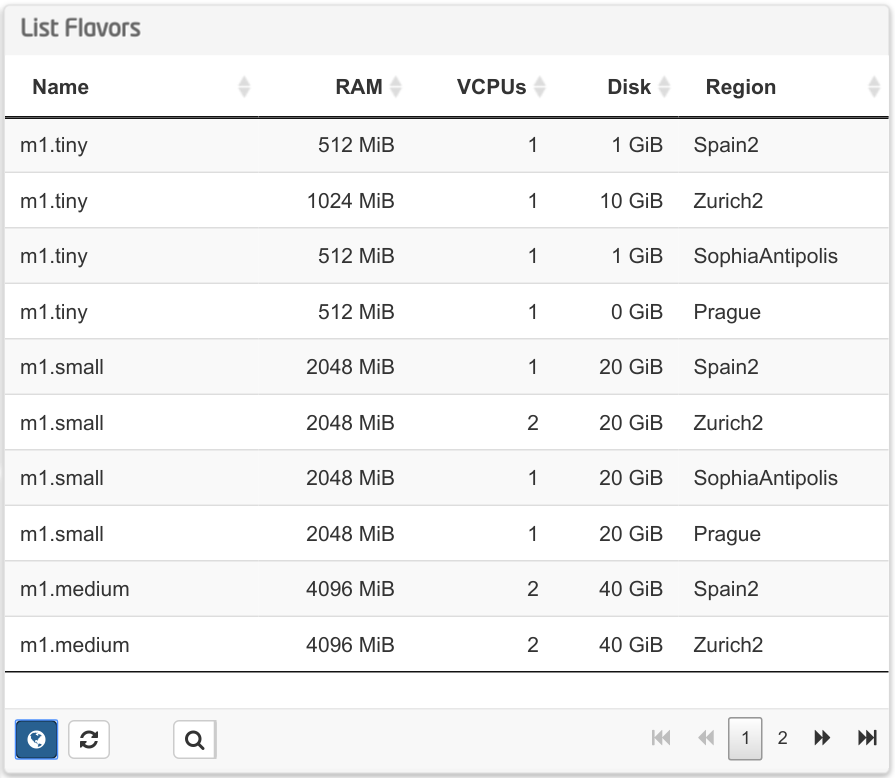 List Flavors
Name RAM VCPUs Disk Region
m1.tiny 512 MiB 1 1 GiB Spain2
m1.tiny 1024 MiB 1 10 GiB Zurich2
m1.tiny 512 MiB 1 1 GiB SophiaAntipolis
m1.tiny 512 MiB 1 0 GiB Prague
m1.small 2048 MiB 1 20 GiB Spain2
m1.small 2048 MiB 2 20 GiB Zurich2
m1.small 2048 MiB 1 20 GiB SophiaAntipolis
m1.small 2048 MiB 1 20 GiB Prague
m1.medium 4096 MiB 2 40 GiB Spain2
m1.medium 4096 MiB 2 40 GiB Zurich2
1 2